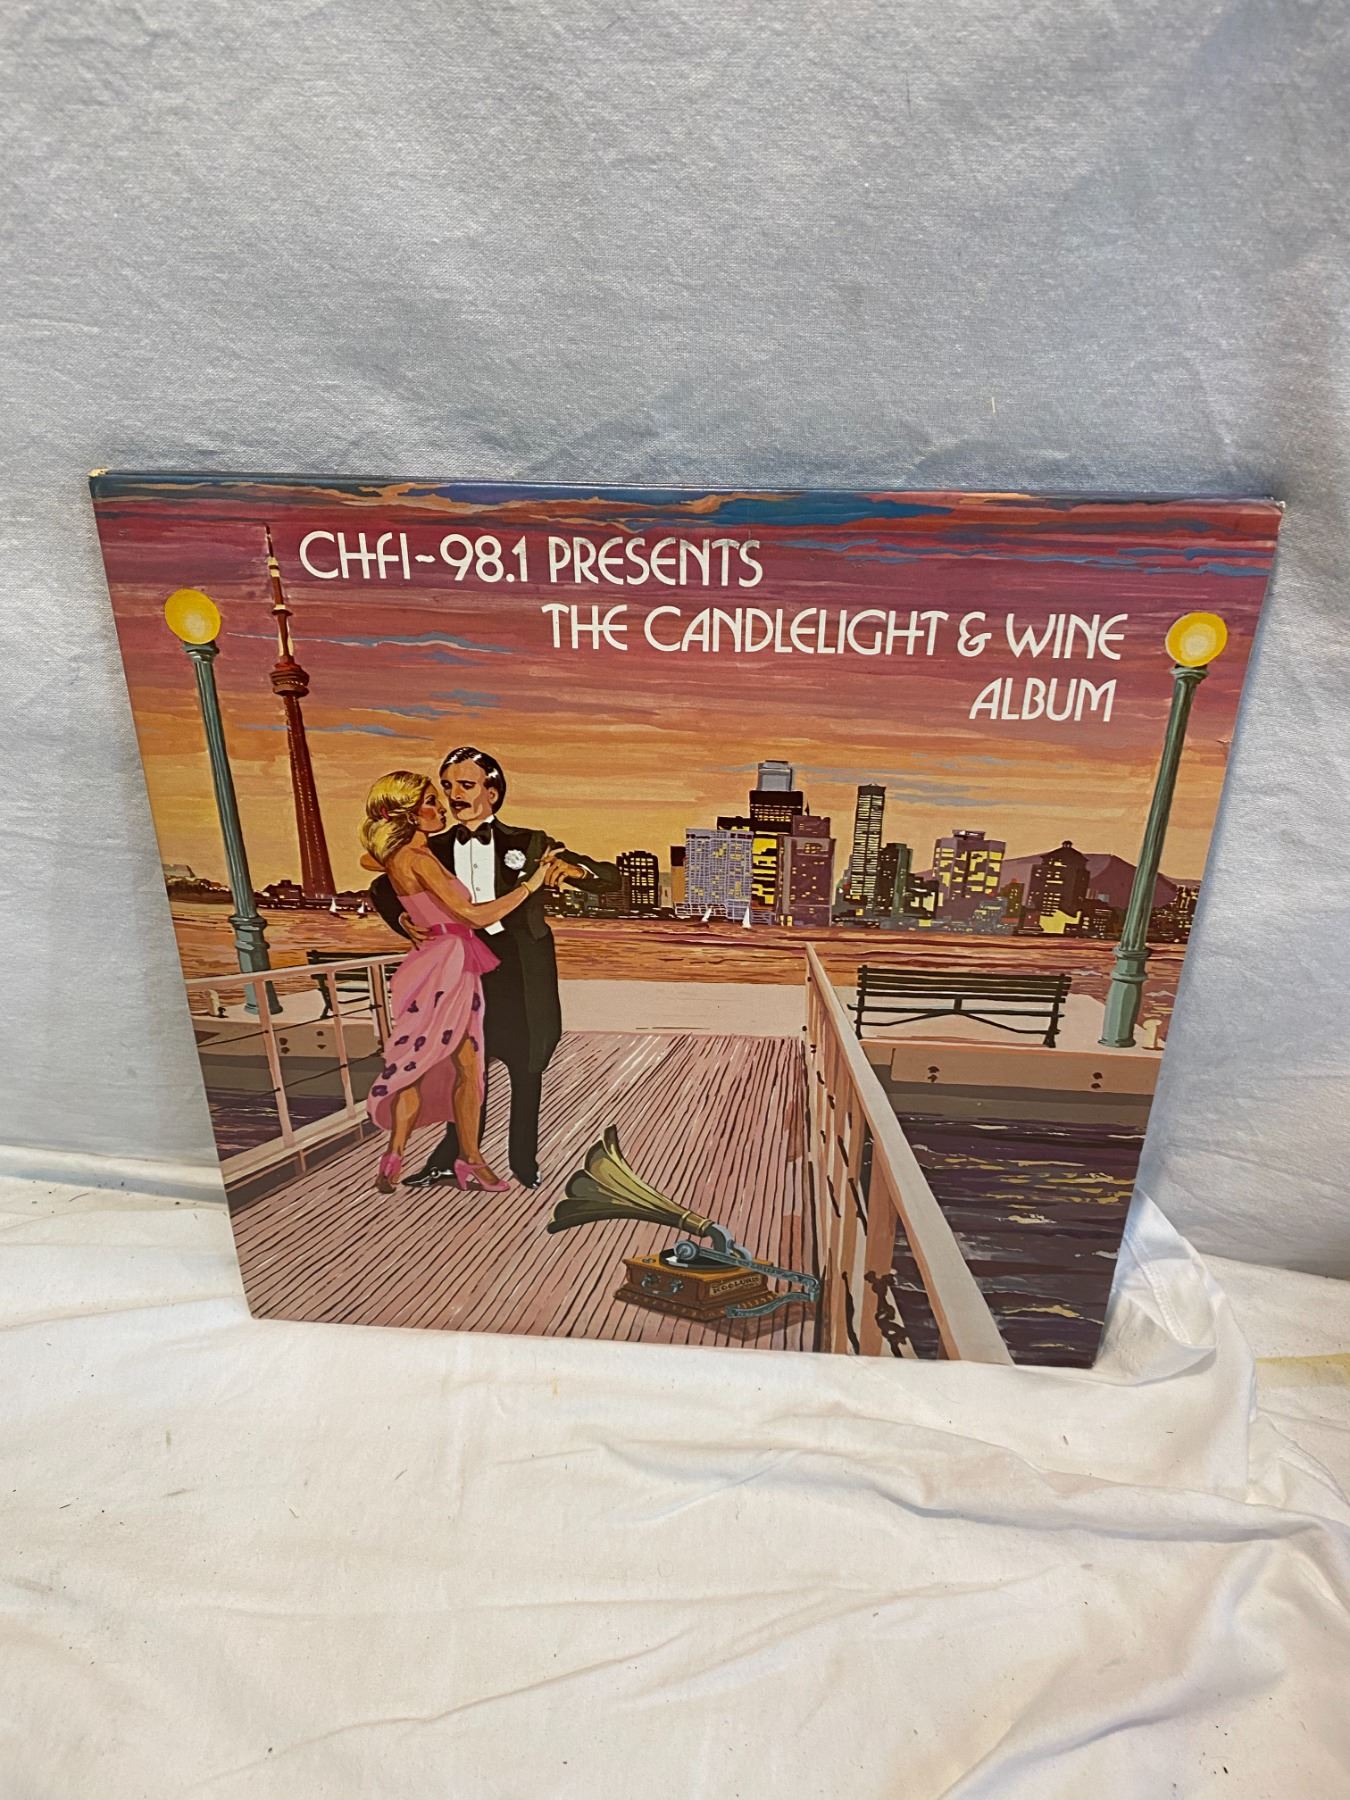 CHFI-98.1 PRESENTS
THE CANDLELIGHT & WINE
ALBUM